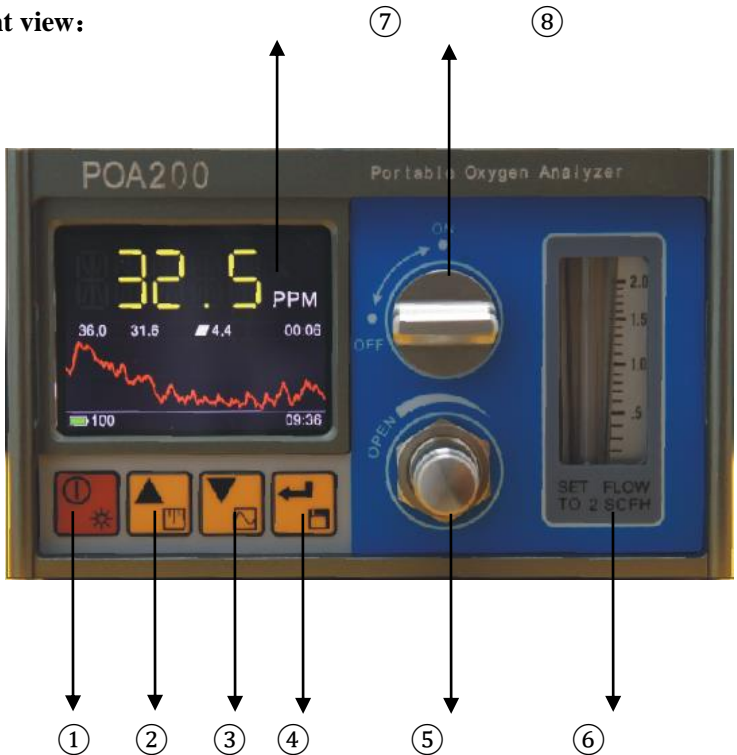 nt view：
⑦ ⑧
POA200 Portable Oxygen Analyzer
32.5 PPM
36.0 31.6 4.4 00:06
100 09:36
ON
OFF
OPEN
2.0
1.5
1.0
.5
SET FLOW
TO 2 SCFH
① ② ③ ④ ⑤ ⑥